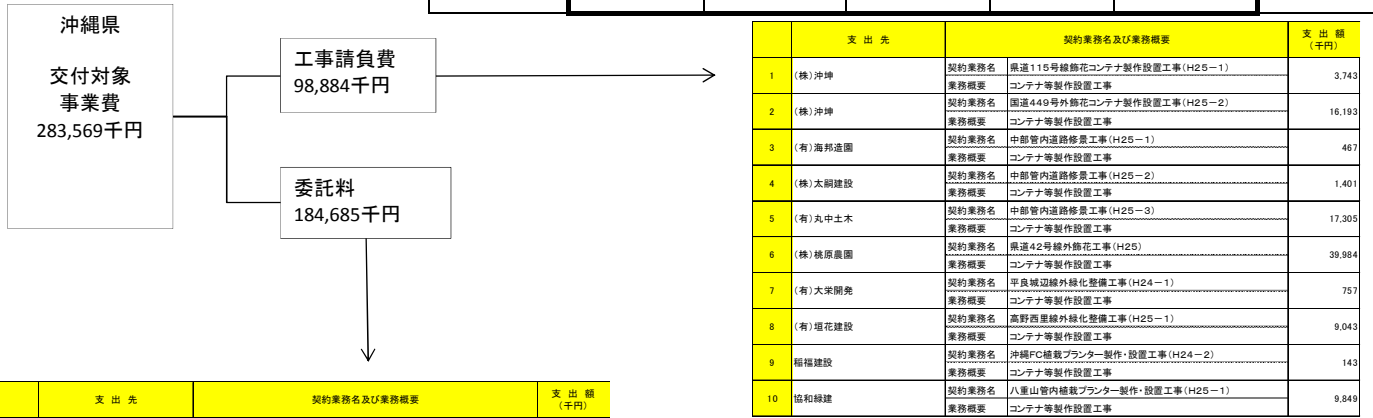 沖縄県
交付対象
事業費
283,569千円
工事請負費
98,884千円
委託料
184,685千円
支出先 契約業務名及び業務概要 支出額
(千円)
1 (株)沖坤 契約業務名 県道115号線飾花コンテナ製作設置工事(H25-1) 3,743
業務概要 コンテナ等製作設置工事
2 (株)沖坤 契約業務名 国道449号外飾花コンテナ製作設置工事(H25-2) 16,193
業務概要 コンテナ等製作設置工事
3 (有)海邦造園 契約業務名 中部管内道路修景工事(H25-1) 467
業務概要 コンテナ等製作設置工事
4 (株)太嗣建設 契約業務名 中部管内道路修景工事(H25-2) 1,401
業務概要 コンテナ等製作設置工事
5 (有)丸中土木 契約業務名 中部管内道路修景工事(H25-3) 17,305
業務概要 コンテナ等製作設置工事
6 (株)桃原農園 契約業務名 県道42号線外飾花工事(H25) 39,984
業務概要 コンテナ等製作設置工事
7 (有)大栄開発 契約業務名 平良城辺線外緑化整備工事(H24-1) 757
業務概要 コンテナ等製作設置工事
8 (有)垣花建設 契約業務名 高野西里線外緑化整備工事(H25-1) 9,043
業務概要 コンテナ等製作設置工事
9 稲福建設 契約業務名 沖縄FC植栽プランター製作・設置工事(H24-2) 143
業務概要 コンテナ等製作設置工事
10 協和緑建 契約業務名 八重山管内植栽プランター製作・設置工事(H25-1) 9,849
業務概要 コンテナ等製作設置工事
支出先 契約業務名及び業務概要 支出額
(千円)